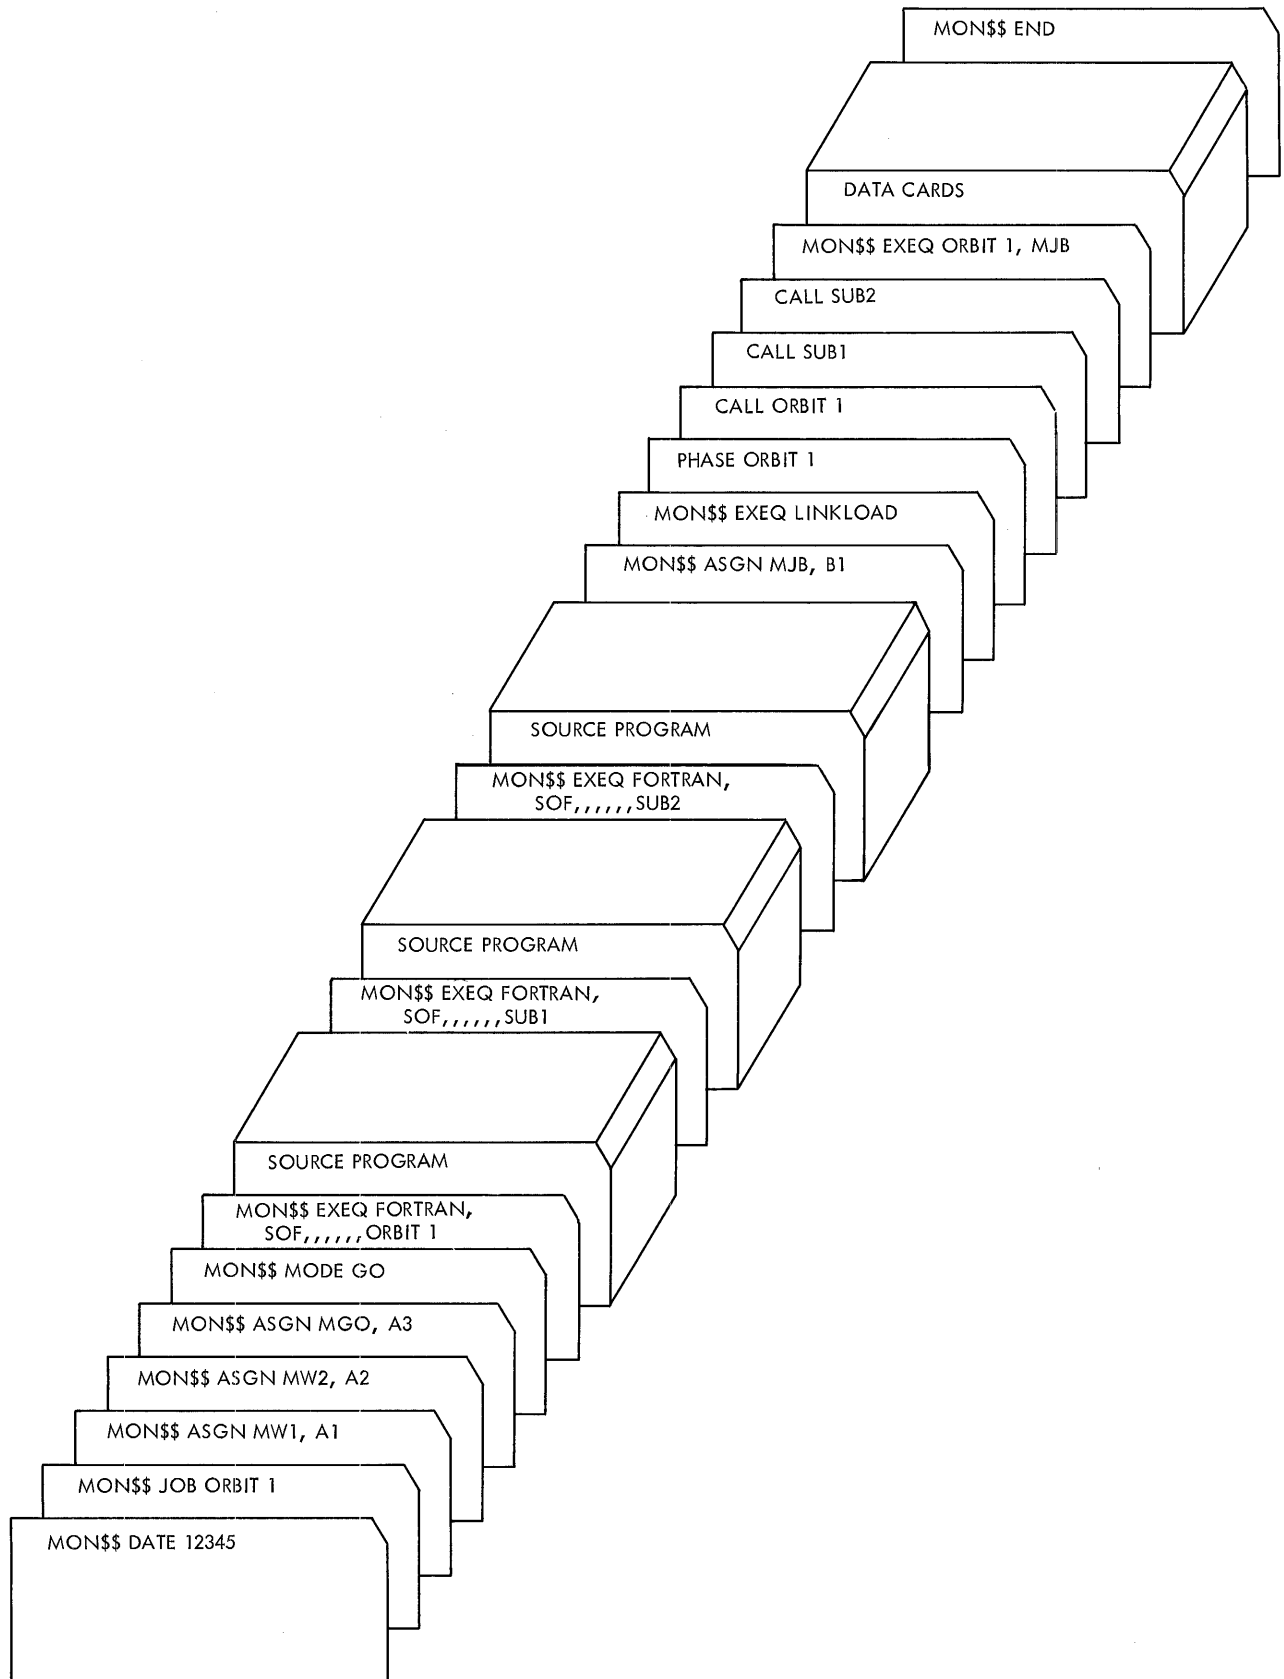 MON$$ END
DATA CARDS
MON$$ EXEQ ORBIT 1, MJB
CALL SUB2
CALL SUB1
CALL ORBIT 1
PHASE ORBIT 1
MON$$ EXEQ LINKLOAD
MON$$ ASGN MJB, B1
SOURCE PROGRAM
MON$$ EXEQ FORTRAN,
SOF,,,,,,SUB2
SOURCE PROGRAM
MON$$ EXEQ FORTRAN,
SOF,,,,,,SUB1
SOURCE PROGRAM
MON$$ EXEQ FORTRAN,
SOF,,,,,,ORBIT 1
MON$$ MODE GO
MON$$ ASGN MGO, A3
MON$$ ASGN MW2, A2
MON$$ ASGN MW1, A1
MON$$ JOB ORBIT 1
MON$$ DATE 12345